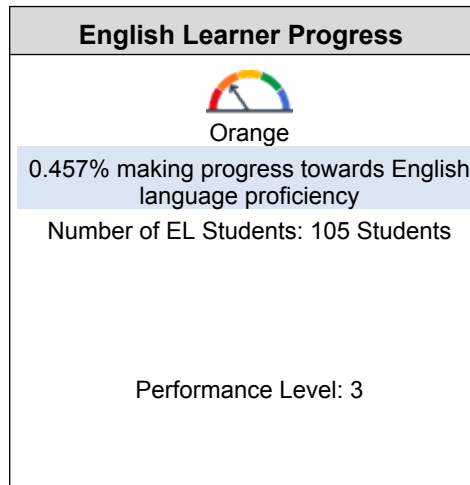 English Learner Progress
Orange
0.457% making progress towards English
language proficiency
Number of EL Students: 105 Students
Performance Level: 3